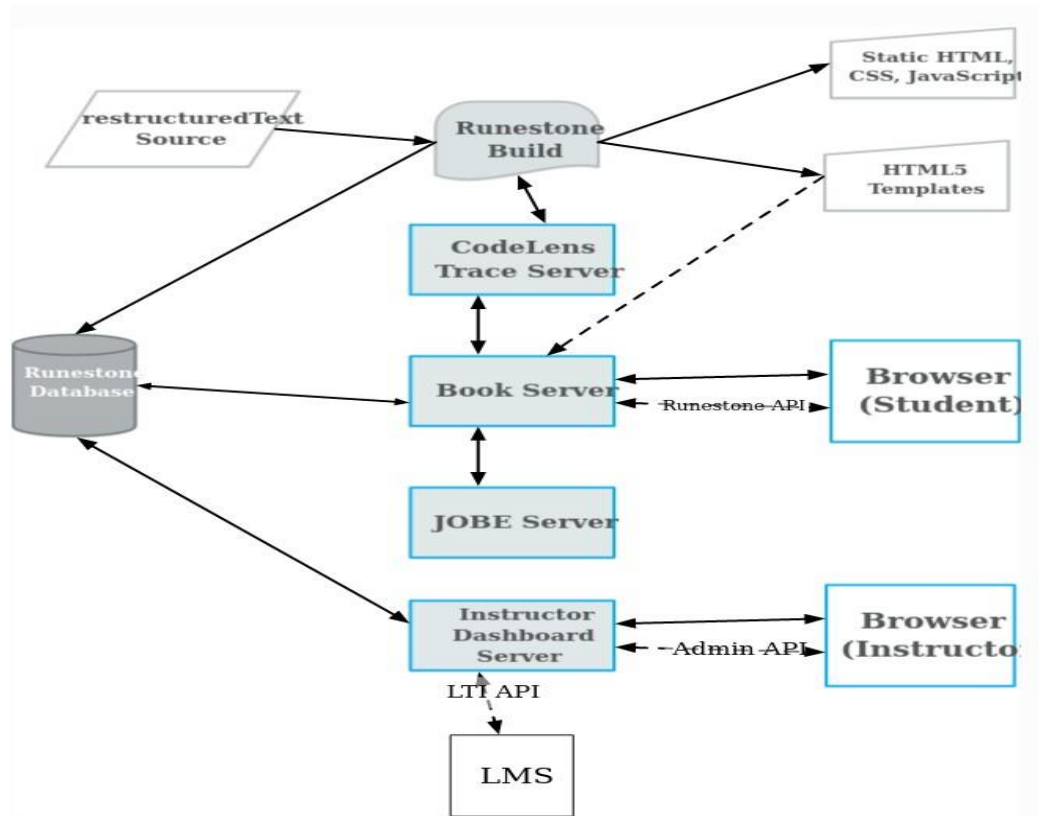 Static HTML,
CSS, JavaScript
restructuredText
Source
Runestone
Build
HTML5
Templates
CodeLens
Trace Server
Runestone
Database
Book Server
Runestone API
Browser
(Student)
JOBE Server
Instructor
Dashboard
Server
Admin API
Browser
(Instructo
LTI API
LMS